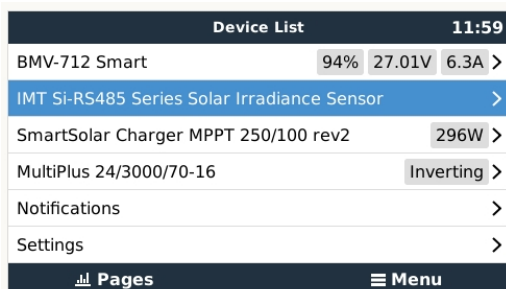 Device List 11:59
BMV-712 Smart 94% 27.01V 6.3A
IMT Si-RS485 Series Solar Irradiance Sensor
SmartSolar Charger MPPT 250/100 rev2 296W
MultiPlus 24/3000/70-16 Inverting
Notifications
Settings
Pages Menu